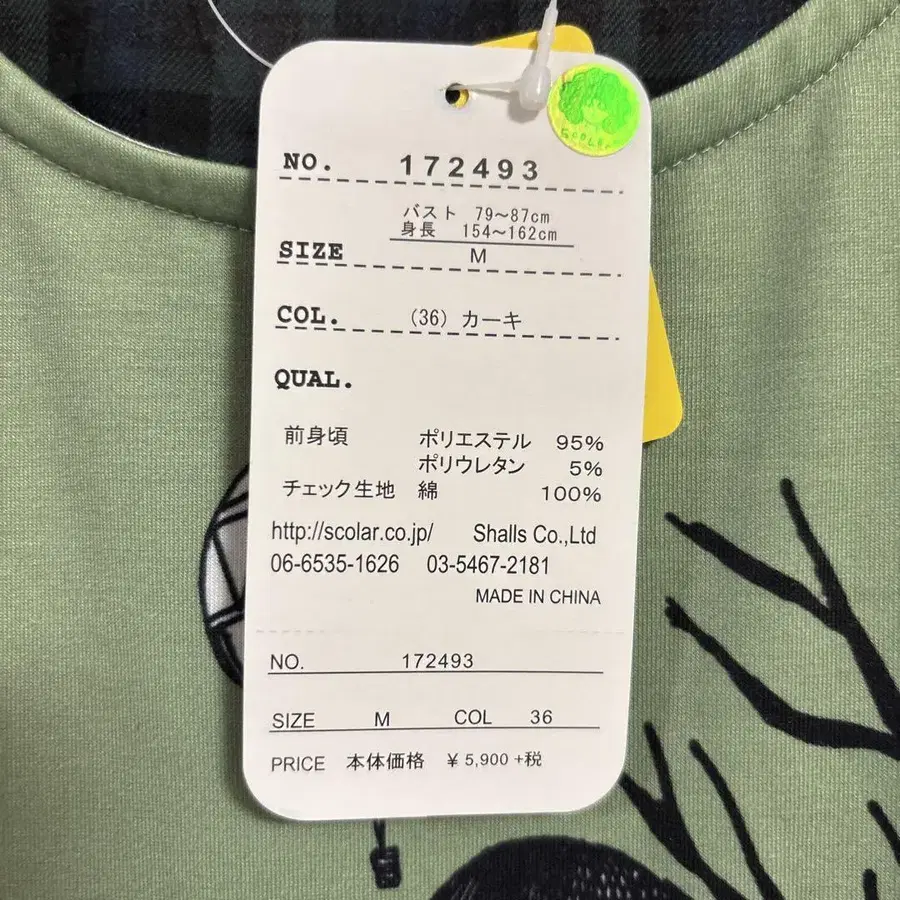 SCOLAR
NO. 172493
バスト 79～87cm
身長 154～162cm
SIZE M
COL. (36) カーキ
QUAL.
前身頃 ポリエステル 95%
ポリウレタン 5%
チェック生地 綿 100%
http://scolar.co.jp/ Shalls Co.,Ltd
06-6535-1626 03-5467-2181
MADE IN CHINA
NO. 172493
SIZE M COL 36
PRICE 本体価格 ¥ 5,900 +税